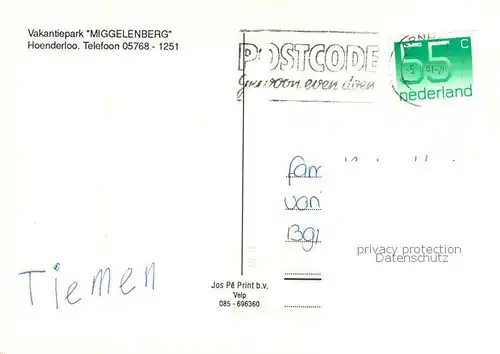 Vakantiepark "MIGGELENBERG"
Hoenderloo. Telefoon 05768 - 1251
POSTCODE
gewoon even doen
55 c
nederland
fam
van
privacy protection
Datenschutz
Tiemen
Jos Pé Print b.v.
Velp
085 - 696360